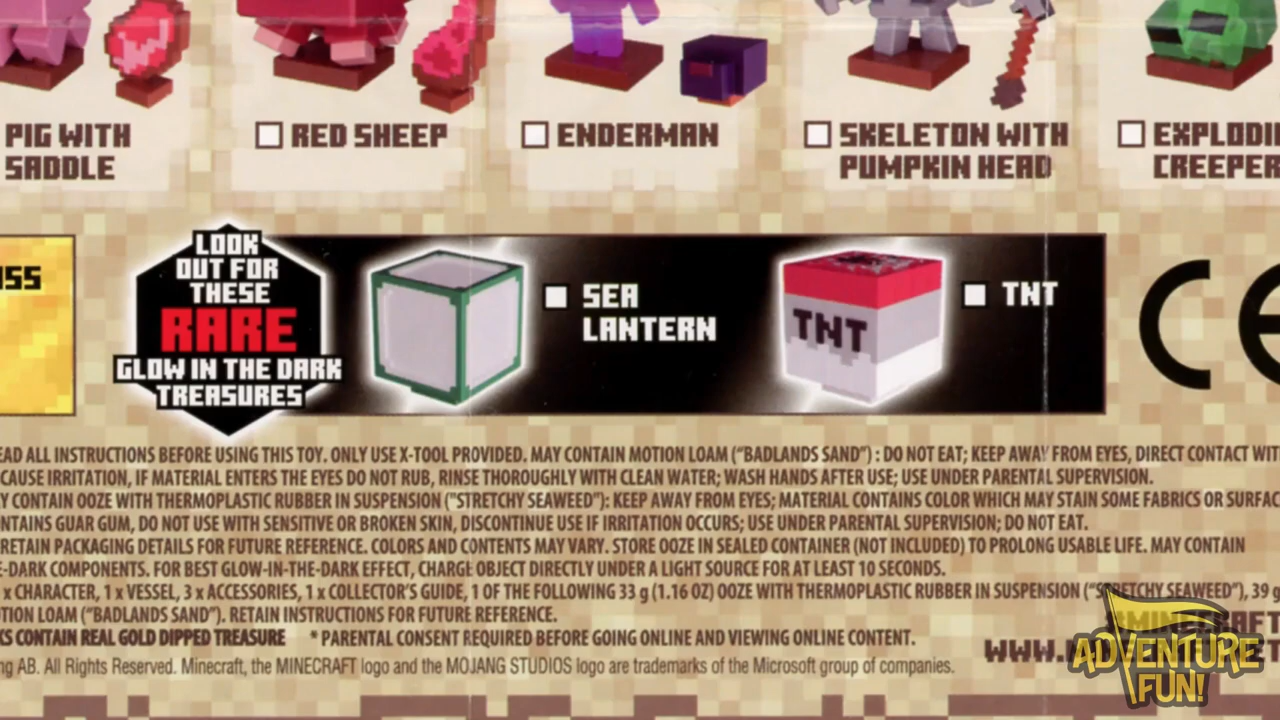 PIG WITH
SADDLE
RED SHEEP
ENDERMAN
SKELETON WITH
PUMPKIN HEAD
CREEPER
LOOK
OUT FOR
THESE
RARE
GLOW IN THE DARK
TREASURES
SEA
LANTERN
TNT
TNT
CE
EAD ALL INSTRUCTIONS BEFORE USING THIS TOY. ONLY USE X-TOOL PROVIDED. MAY CONTAIN MOTION LOAM ("BADLANDS SAND") : DO NOT EAT; KEEP AWAY FROM EYES, DIRECT CONTACT WIT
CAUSE IRRITATION, IF MATERIAL ENTERS THE EYES DO NOT RUB, RINSE THOROUGHLY WITH CLEAN WATER; WASH HANDS AFTER USE; USE UNDER PARENTAL SUPERVISION.
Y CONTAIN OOZE WITH THERMOPLASTIC RUBBER IN SUSPENSION ("STRETCHY SEAWEED"): KEEP AWAY FROM EYES; MATERIAL CONTAINS COLOR WHICH MAY STAIN SOME FABRICS OR SURFAC
NTAINS GUAR GUM, DO NOT USE WITH SENSITIVE OR BROKEN SKIN, DISCONTINUE USE IF IRRITATION OCCURS; USE UNDER PARENTAL SUPERVISION; DO NOT EAT.
RETAIN PACKAGING DETAILS FOR FUTURE REFERENCE. COLORS AND CONTENTS MAY VARY. STORE OOZE IN SEALED CONTAINER (NOT INCLUDED) TO PROLONG USABLE LIFE. MAY CONTAIN
-DARK COMPONENTS. FOR BEST GLOW-IN-THE-DARK EFFECT, CHARGE OBJECT DIRECTLY UNDER A LIGHT SOURCE FOR AT LEAST 10 SECONDS.
x CHARACTER, 1 x VESSEL, 3 x ACCESSORIES, 1 x COLLECTOR'S GUIDE, 1 OF THE FOLLOWING 33 g (1.16 OZ) OOZE WITH THERMOPLASTIC RUBBER IN SUSPENSION ("STRETCHY SEAWEED"), 39 g
TION LOAM ("BADLANDS SAND"). RETAIN INSTRUCTIONS FOR FUTURE REFERENCE.
CS CONTAIN REAL GOLD DIPPED TREASURE * PARENTAL CONSENT REQUIRED BEFORE GOING ONLINE AND VIEWING ONLINE CONTENT.
#MINECRAFT
ng AB. All Rights Reserved. Minecraft, the MINECRAFT logo and the MOJANG STUDIOS logo are trademarks of the Microsoft group of companies.
ADVENTURE
FUN!